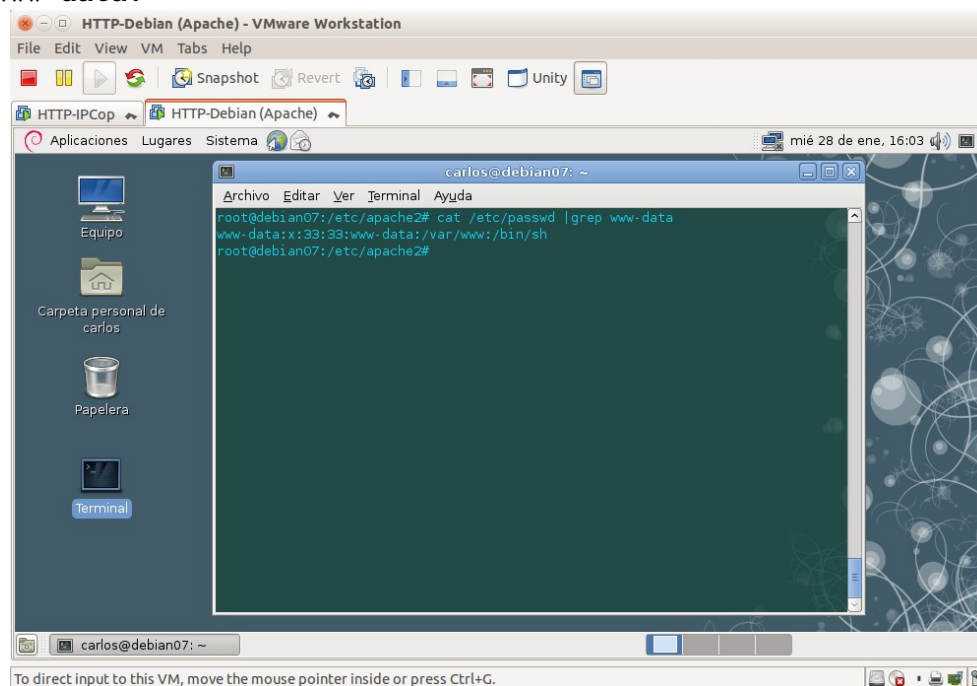 HTTP-Debian (Apache) - VMware Workstation
File Edit View VM Tabs Help
Snapshot Revert Unity
HTTP-IPCop HTTP-Debian (Apache)
Aplicaciones Lugares Sistema mié 28 de ene, 16:03
carlos@debian07: ~
Archivo Editar Ver Terminal Ayuda
root@debian07:/etc/apache2# cat /etc/passwd |grep www-data
www-data:x:33:33:www-data:/var/www:/bin/sh
root@debian07:/etc/apache2#
Equipo
Carpeta personal de
carlos
Papelera
Terminal
carlos@debian07: ~
To direct input to this VM, move the mouse pointer inside or press Ctrl+G.